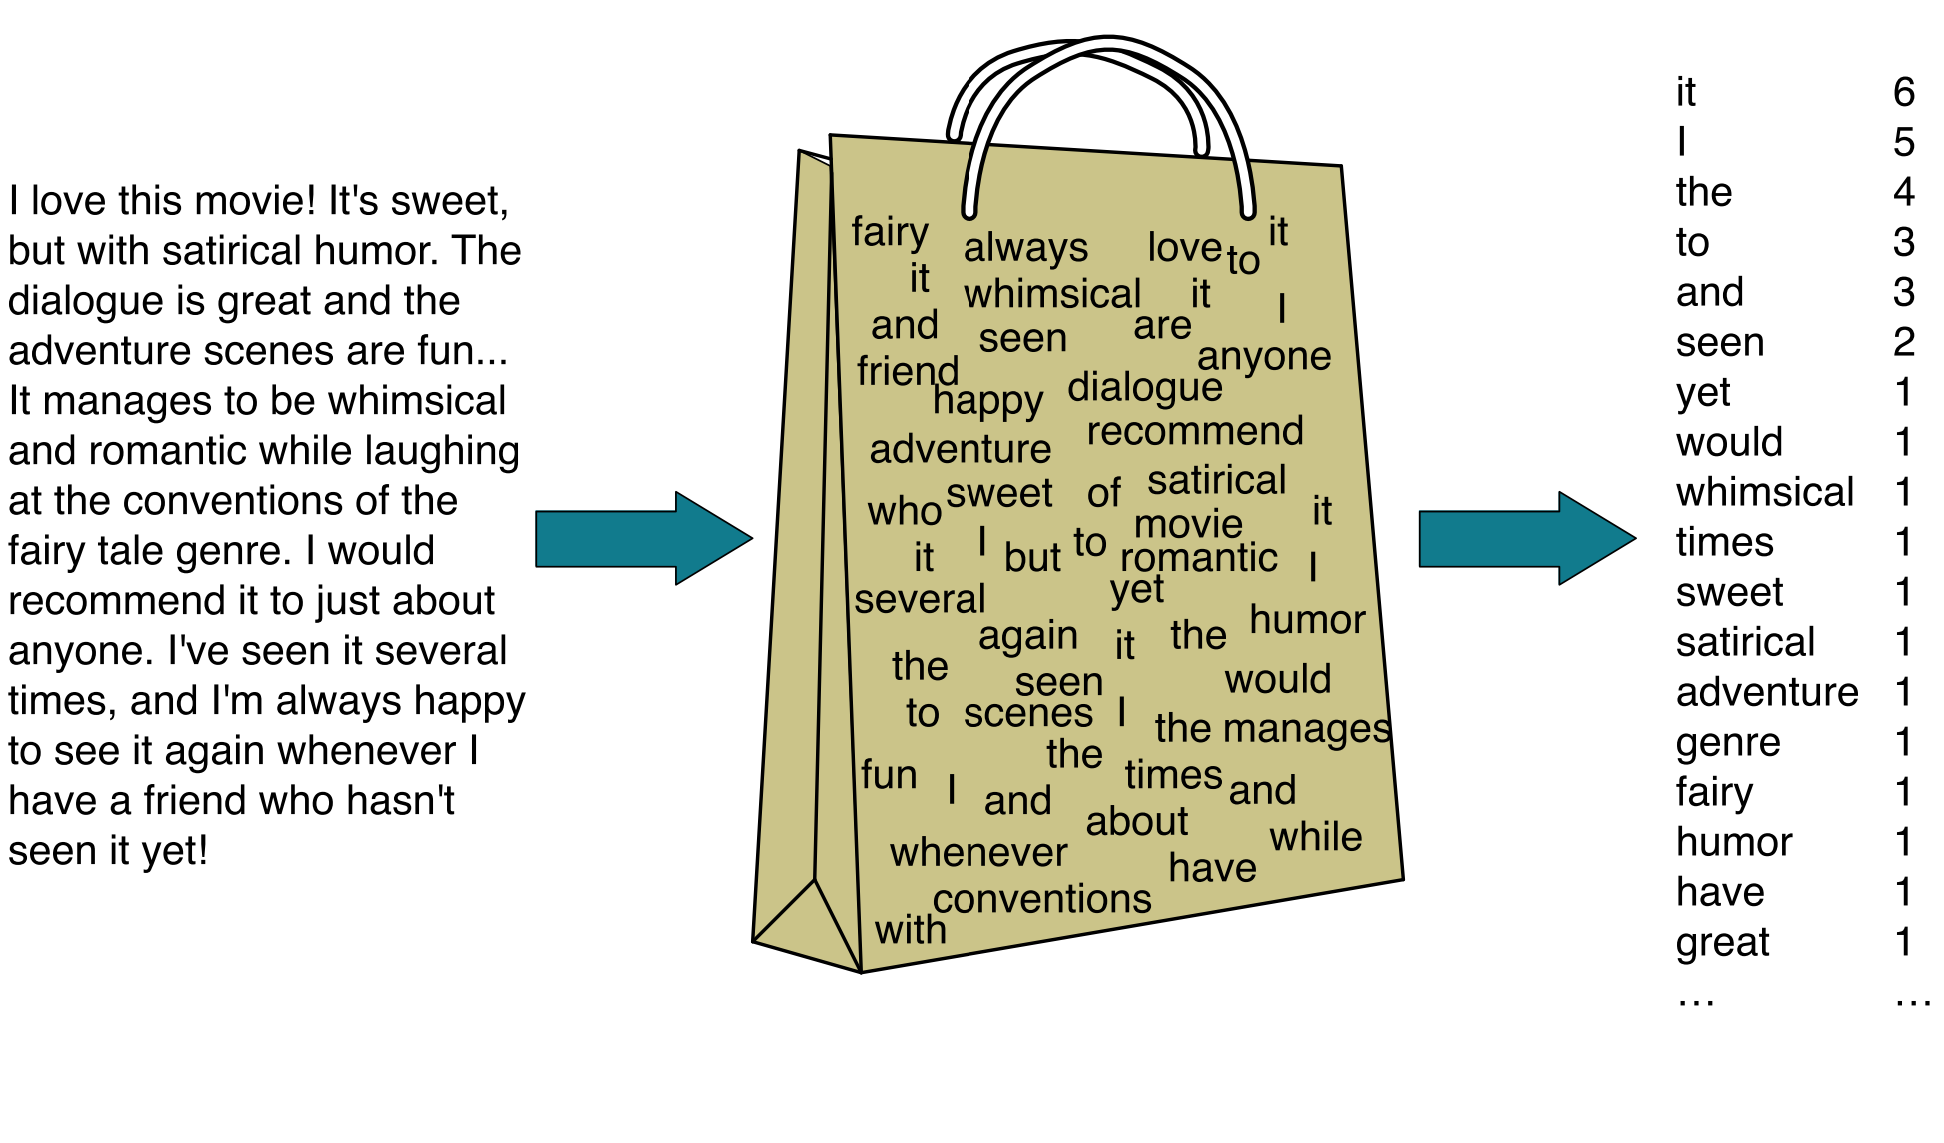 I love this movie! It's sweet,
but with satirical humor. The
dialogue is great and the
adventure scenes are fun...
It manages to be whimsical
and romantic while laughing
at the conventions of the
fairy tale genre. I would
recommend it to just about
anyone. I've seen it several
times, and I'm always happy
to see it again whenever I
have a friend who hasn't
seen it yet!
fairy always love to it
it whimsical it I
and seen are anyone
friend happy dialogue
adventure recommend
who sweet of satirical it
it I but to movie romantic I
several yet humor
again it the
the seen would
to scenes I the manages
the
fun I and times and
about while
whenever have
conventions
with
it 6
I 5
the 4
to 3
and 3
seen 2
yet 1
would 1
whimsical 1
times 1
sweet 1
satirical 1
adventure 1
genre 1
fairy 1
humor 1
have 1
great 1
… …